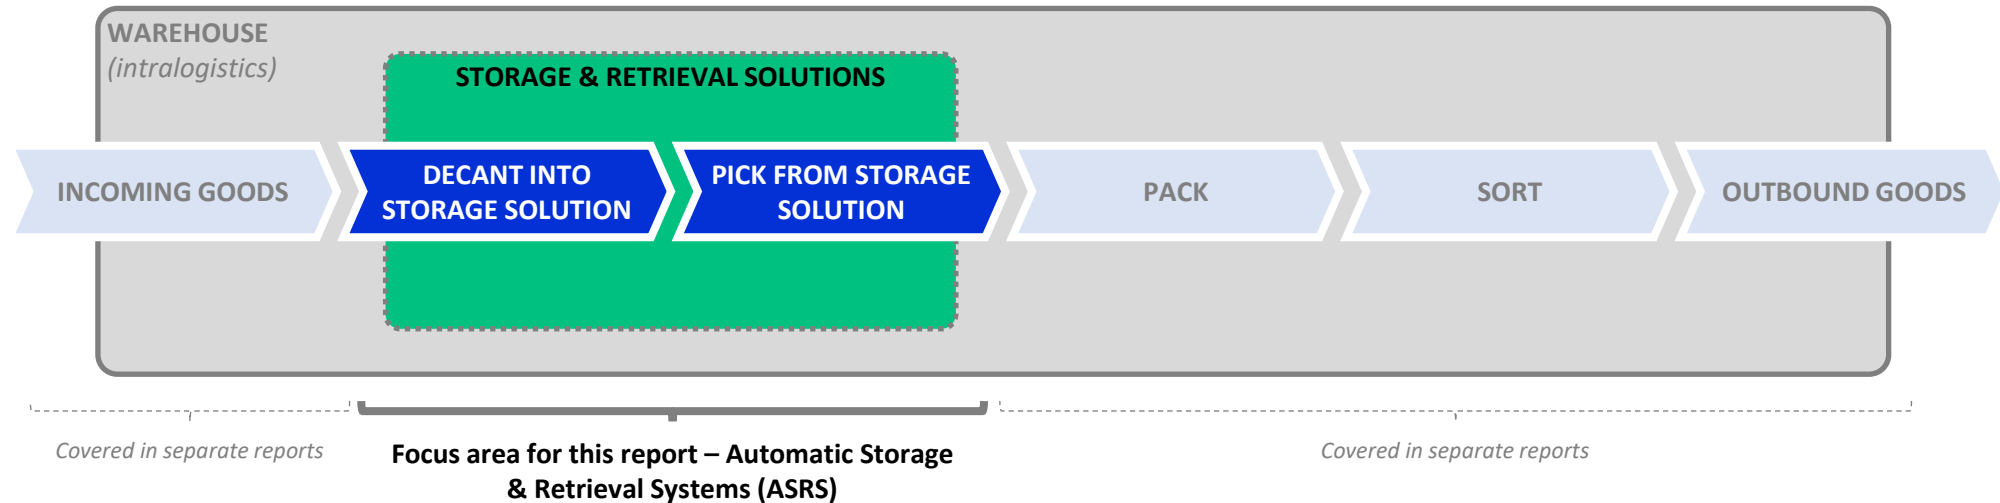 WAREHOUSE
(intralogistics)
STORAGE & RETRIEVAL SOLUTIONS
INCOMING GOODS
DECANT INTO
STORAGE SOLUTION
PICK FROM STORAGE
SOLUTION
PACK
SORT
OUTBOUND GOODS
Covered in separate reports
Focus area for this report – Automatic Storage
& Retrieval Systems (ASRS)
Covered in separate reports